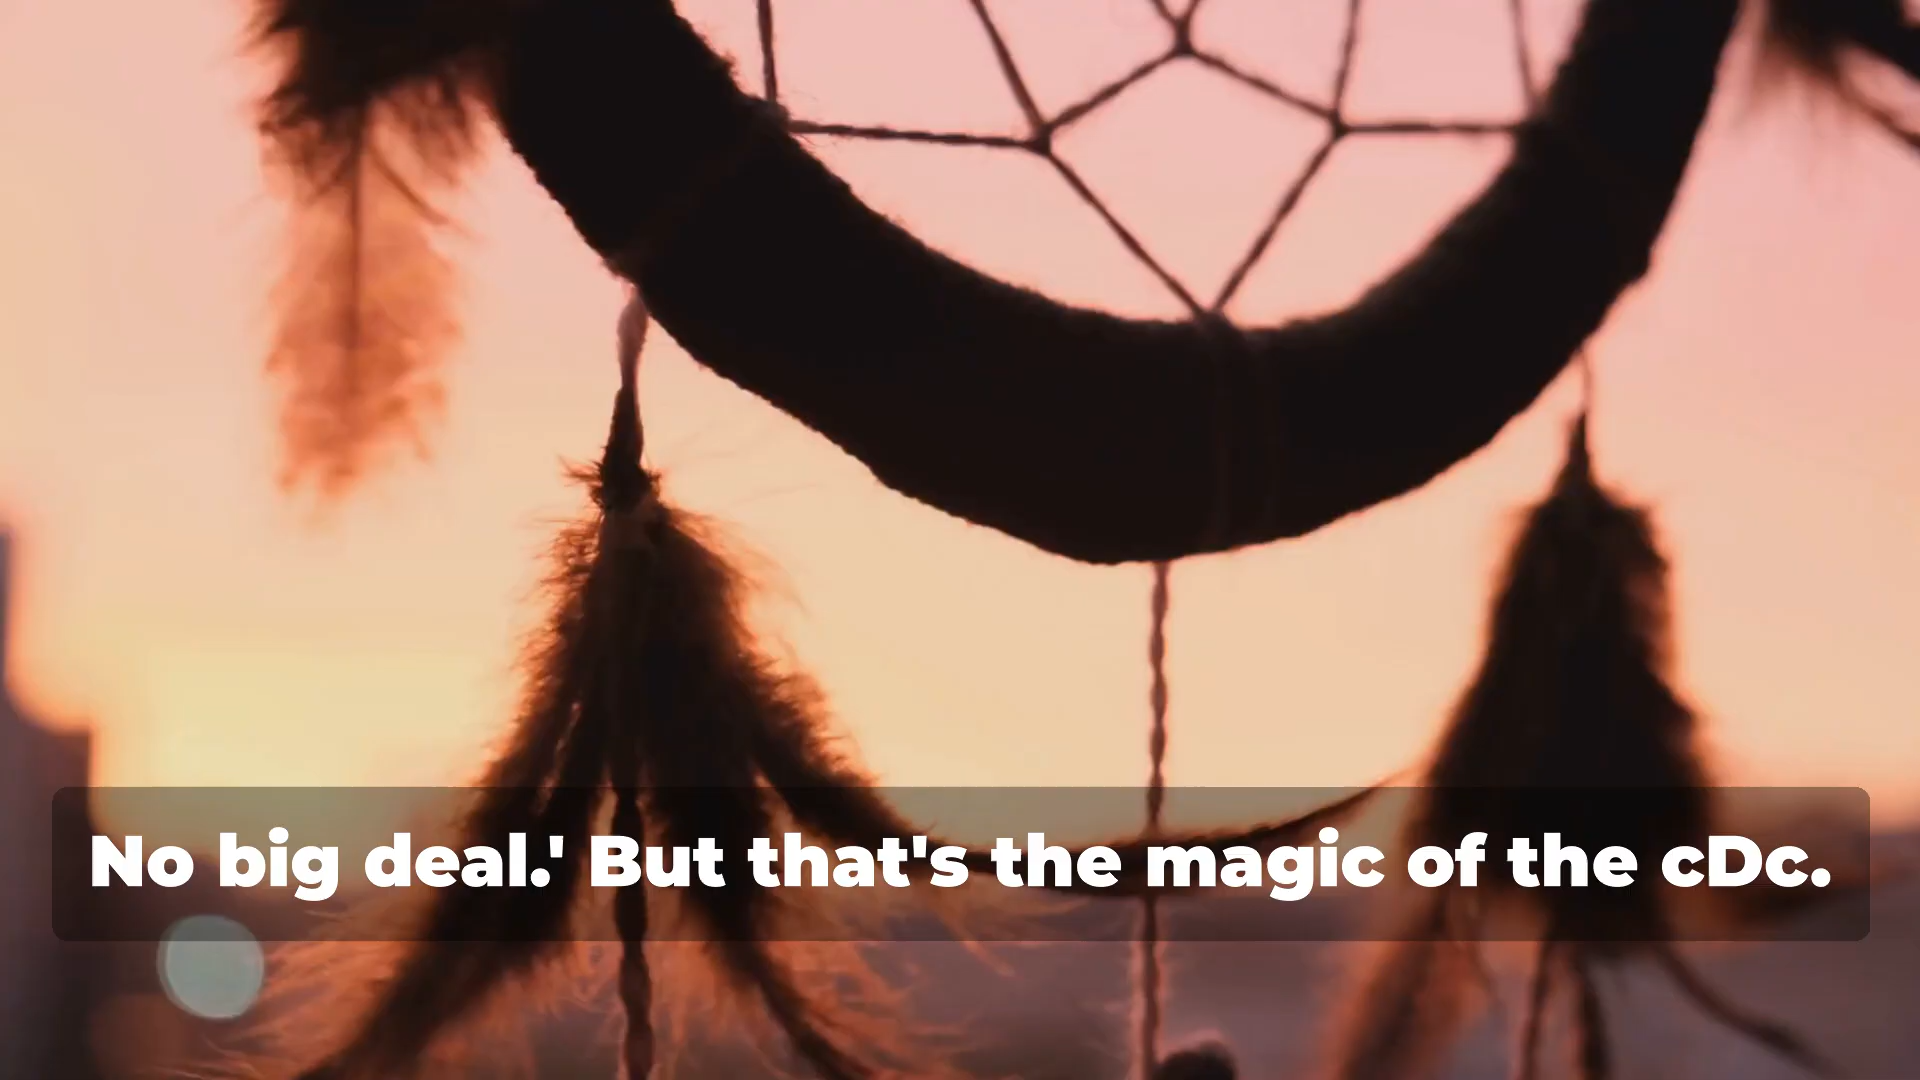 No big deal.' But that's the magic of the cDc.